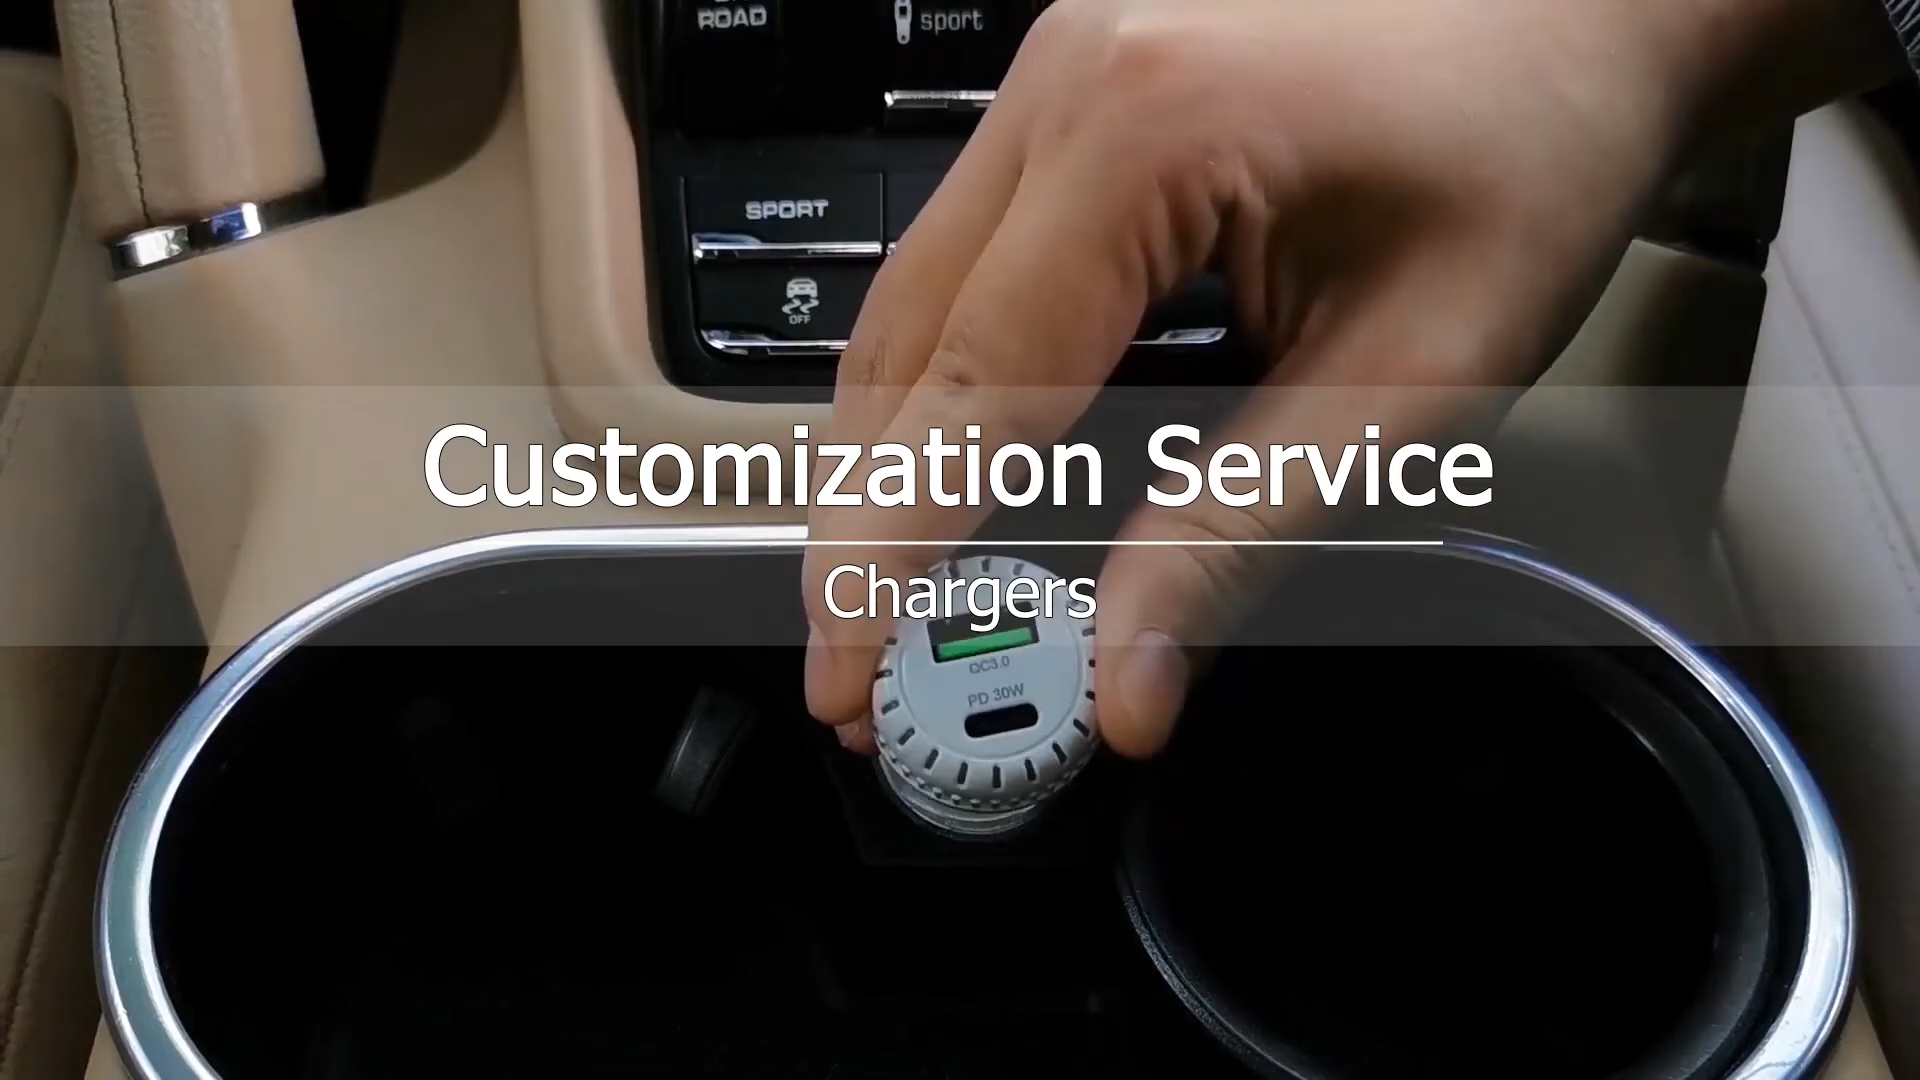 ROAD
sport
SPORT
OFF
Customization Service
Chargers
QC3.0
PD 30W